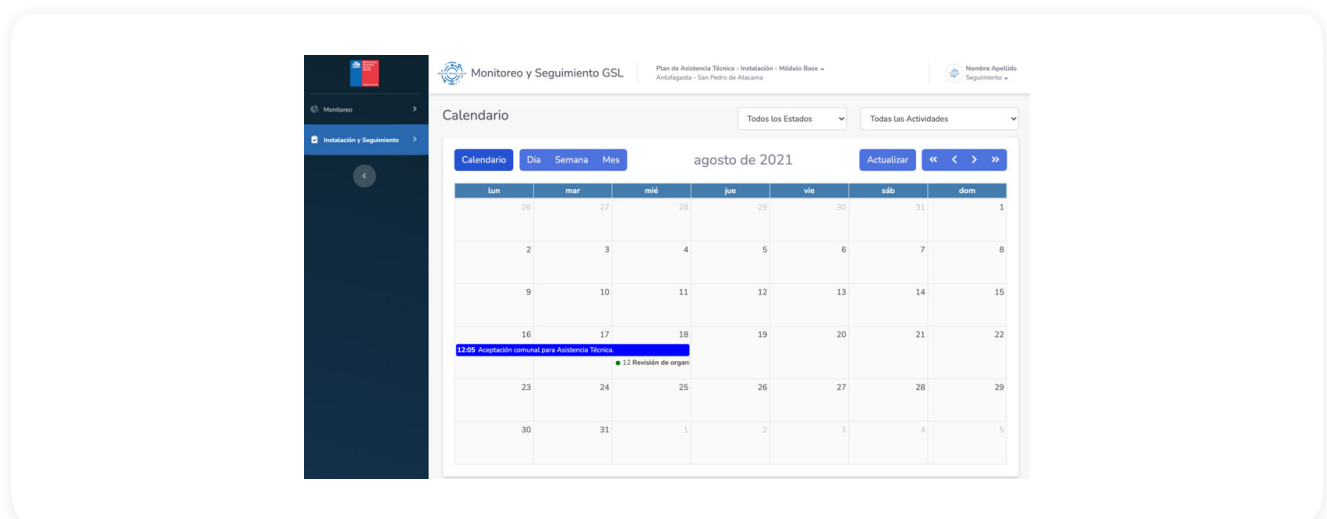 Monitoreo y Seguimiento GSL
Plan de Asistencia Técnica - Instalación - Módulo Base
Antofagasta - San Pedro de Atacama
Nombre Apellido
Seguimiento
Monitoreo
Instalación y Seguimiento
Calendario
Todos los Estados
Todas las Actividades
Calendario Dia Semana Mes
agosto de 2021
Actualizar « < > »
lun mar mié jue vie sáb dom
26 27 28 29 30 31 1
2 3 4 5 6 7 8
9 10 11 12 13 14 15
16 17 18 19 20 21 22
12:05 Aceptación comunal para Asistencia Técnica.
12 Revisión de organi
23 24 25 26 27 28 29
30 31 1 2 3 4 5